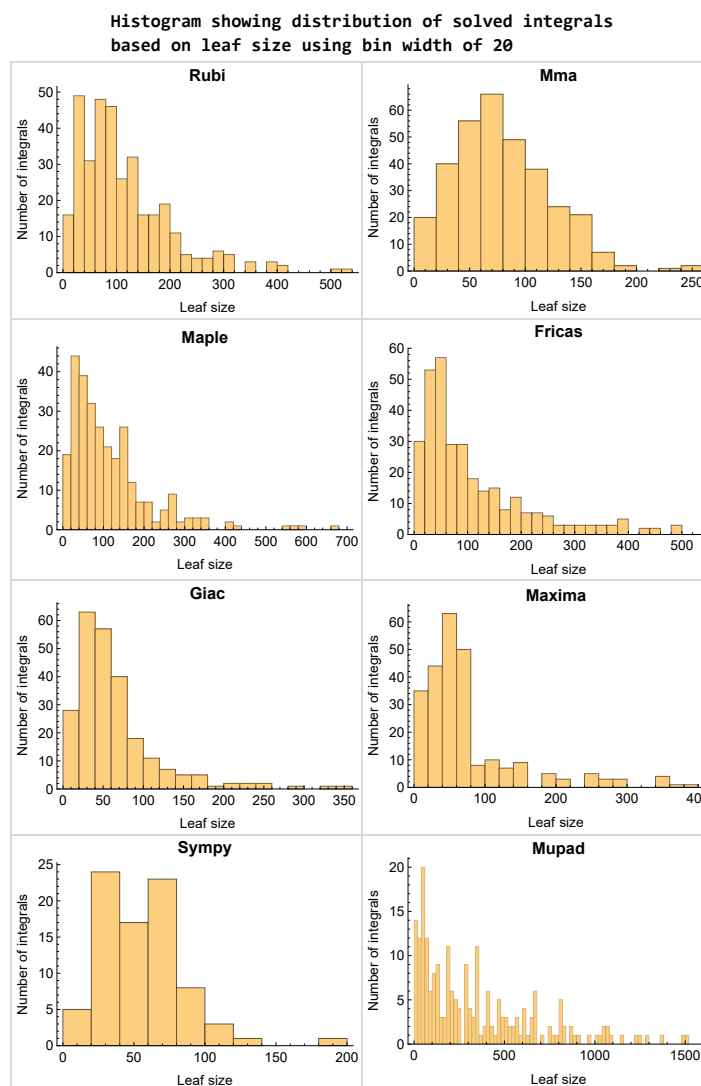 Histogram showing distribution of solved integrals
based on leaf size using bin width of 20
Rubi
Number of integrals
50
40
30
20
10
0
0 100 200 300 400 500
Leaf size
Mma
Number of integrals
60
50
40
30
20
10
0
0 50 100 150 200 250
Leaf size
Maple
Number of integrals
40
30
20
10
0
0 100 200 300 400 500 600 700
Leaf size
Fricas
Number of integrals
60
50
40
30
20
10
0
0 100 200 300 400 500
Leaf size
Giac
Number of integrals
60
50
40
30
20
10
0
0 50 100 150 200 250 300 350
Leaf size
Maxima
Number of integrals
60
50
40
30
20
10
0
0 100 200 300 40
Leaf size
Sympy
Number of integrals
25
20
15
10
5
0
0 50 100 150 200
Leaf size
Mupad
Number of integrals
20
15
10
5
0
0 500 1000 1500
Leaf size